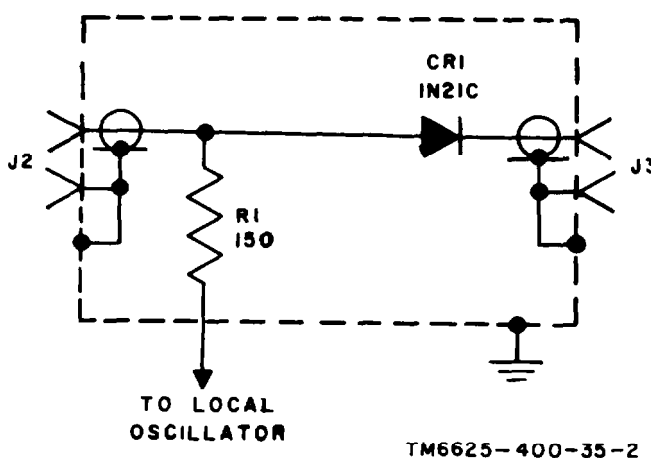 CR1
1N21C
J2
J3
R1
150
TO LOCAL
OSCILLATOR
TM6625-400-35-2